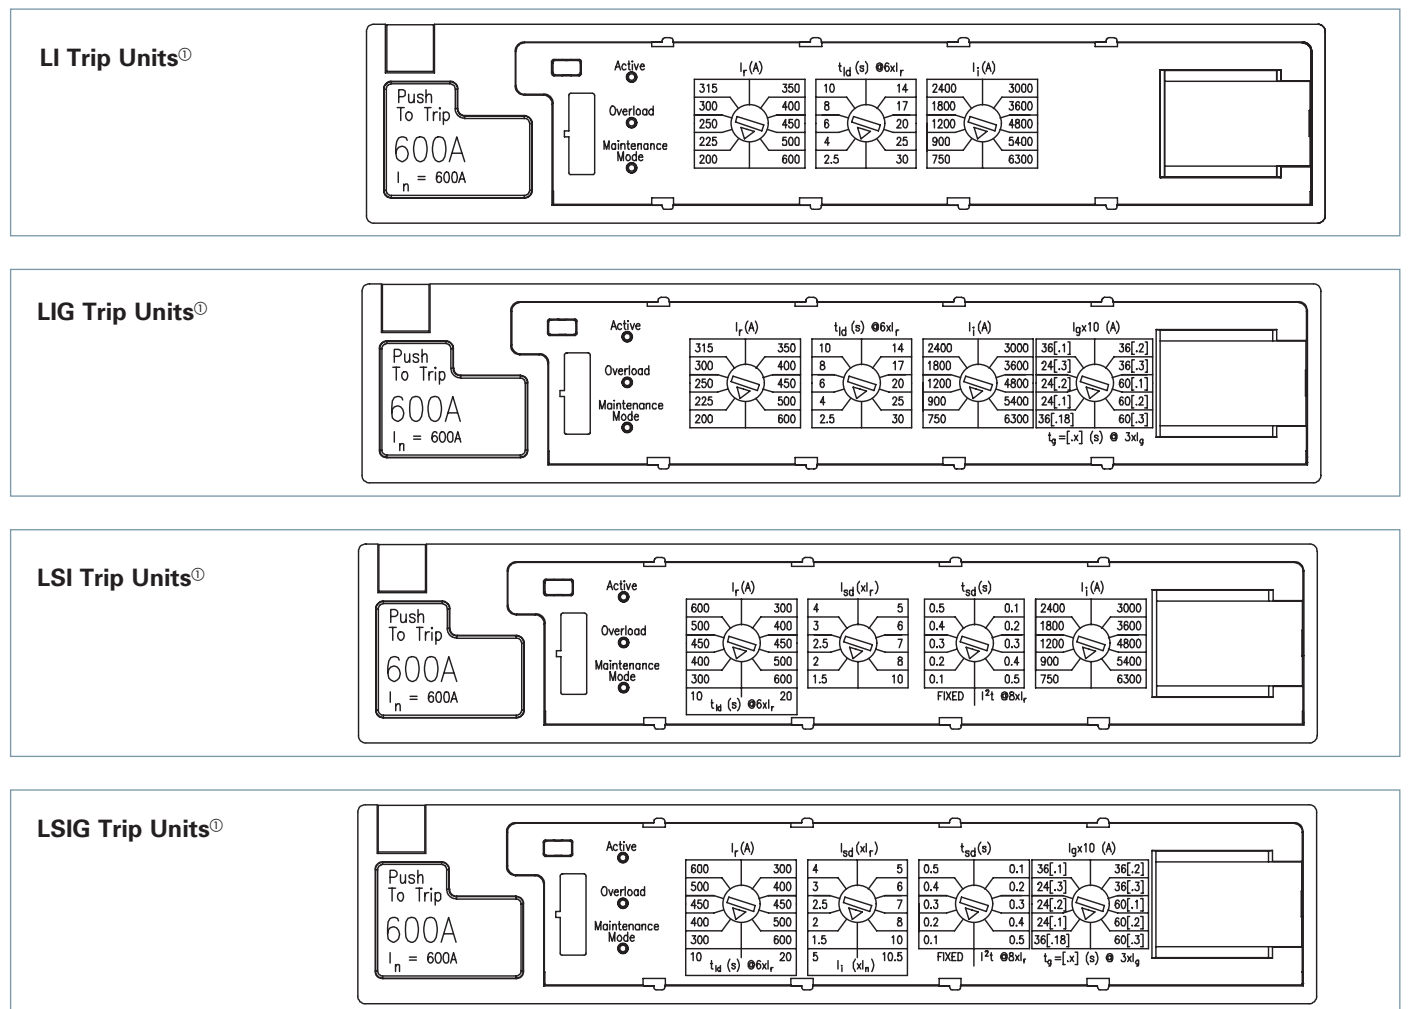 LI Trip Units①
Push
To Trip
600A
In = 600A
Active
Overload
Maintenance
Mode
Ir(A)
315 350
300 400
250 450
225 500
200 600
tld (s) @6xIr
10 14
8 17
6 20
4 25
2.5 30
Ii(A)
2400 3000
1800 3600
1200 4800
900 5400
750 6300
LIG Trip Units①
Push
To Trip
600A
In = 600A
Active
Overload
Maintenance
Mode
Ir(A)
315 350
300 400
250 450
225 500
200 600
tld (s) @6xIr
10 14
8 17
6 20
4 25
2.5 30
Ii(A)
2400 3000
1800 3600
1200 4800
900 5400
750 6300
Igx10 (A)
36[.1] 36[.2]
24[.3] 36[.3]
24[.2] 60[.1]
24[.1] 60[.2]
36[.18] 60[.3]
tg=[.x] (s) @ 3xIg
LSI Trip Units①
Push
To Trip
600A
In = 600A
Active
Overload
Maintenance
Mode
Ir(A)
600 300
500 400
450 450
400 500
300 600
10 20
tld (s) @6xIr
Isd(xIr)
4 5
3 6
2.5 7
2 8
1.5 10
tsd(s)
0.5 0.1
0.4 0.2
0.3 0.3
0.2 0.4
0.1 0.5
FIXED I²t @8xIr
Ii(A)
2400 3000
1800 3600
1200 4800
900 5400
750 6300
LSIG Trip Units①
Push
To Trip
600A
In = 600A
Active
Overload
Maintenance
Mode
Ir(A)
600 300
500 400
450 450
400 500
300 600
10 20
tld (s) @6xIr
Isd(xIr)
4 5
3 6
2.5 7
2 8
1.5 10
5 10.5
Ii (xIn)
tsd(s)
0.5 0.1
0.4 0.2
0.3 0.3
0.2 0.4
0.1 0.5
FIXED I²t @8xIr
Igx10 (A)
36[.1] 36[.2]
24[.3] 36[.3]
24[.2] 60[.1]
24[.1] 60[.2]
36[.18] 60[.3]
tg=[.x] (s) @ 3xIg